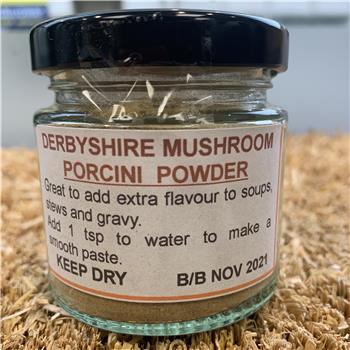 DERBYSHIRE MUSHROOM
PORCINI POWDER
Great to add extra flavour to soups,
stews and gravy.
Add 1 tsp to water to make a
smooth paste.
KEEP DRY B/B NOV 2021